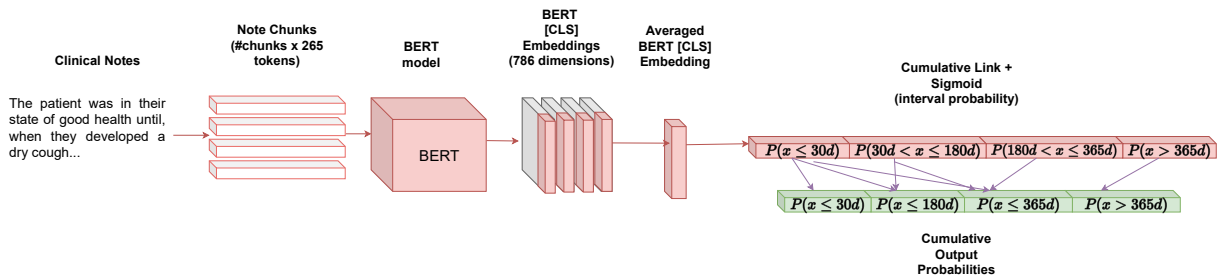 Clinical Notes
The patient was in their
state of good health until,
when they developed a
dry cough...
Note Chunks
(#chunks x 265
tokens)
BERT
model
BERT
BERT
[CLS]
Embeddings
(786 dimensions)
Averaged
BERT [CLS]
Embedding
Cumulative Link +
Sigmoid
(interval probability)
P(x ≤ 30d) P(30d < x ≤ 180d) P(180d < x ≤ 365d) P(x > 365d)
P(x ≤ 30d) P(x ≤ 180d) P(x ≤ 365d) P(x > 365d)
Cumulative
Output
Probabilities